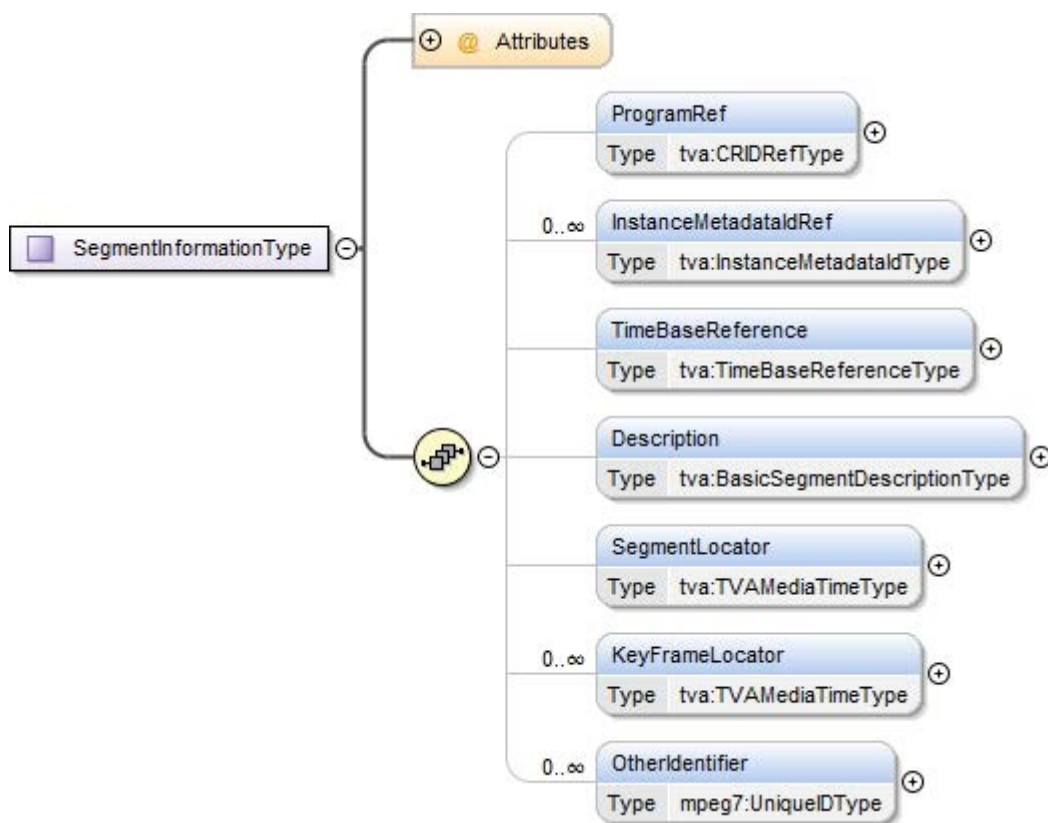 @ Attributes
SegmentInformationType
ProgramRef
Type tva:CRIDRefType
0..∞
InstanceMetadataIdRef
Type tva:InstanceMetadataIdType
TimeBaseReference
Type tva:TimeBaseReferenceType
Description
Type tva:BasicSegmentDescriptionType
SegmentLocator
Type tva:TVAMediaTimeType
0..∞
KeyFrameLocator
Type tva:TVAMediaTimeType
0..∞
OtherIdentifier
Type mpeg7:UniqueIDType